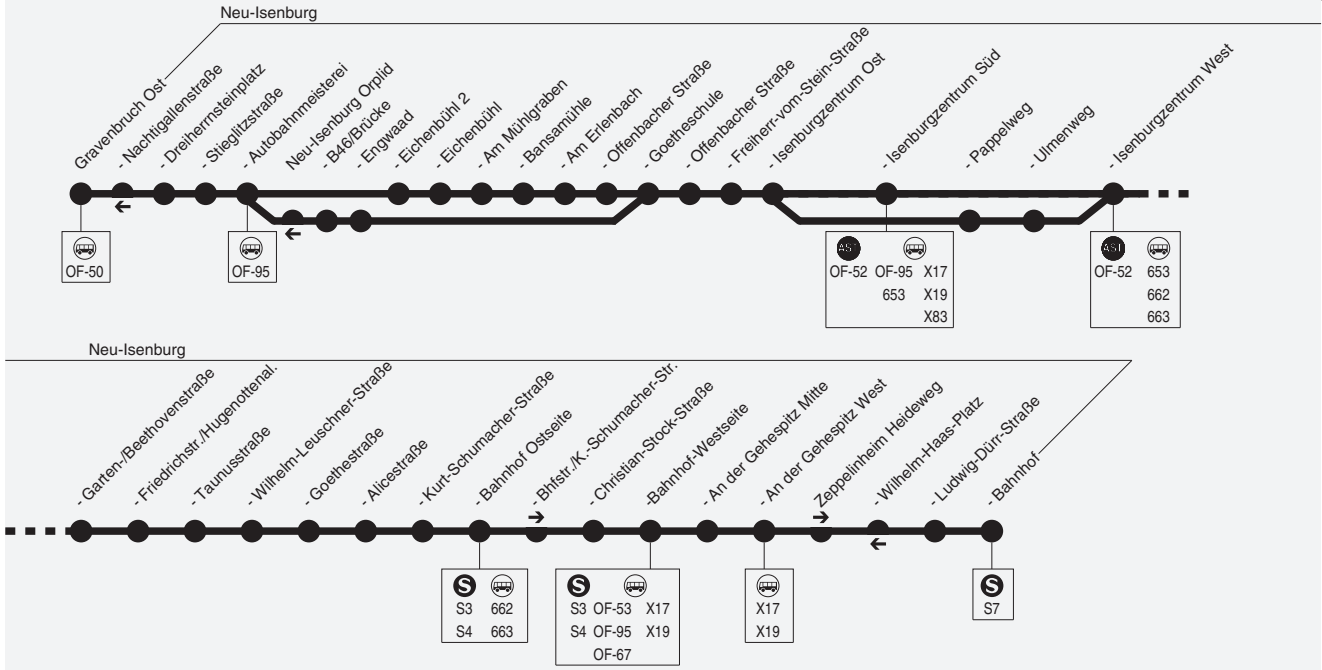 Neu-Isenburg
Gravenbruch Ost
- Nachtigallenstraße
- Dreiherrnsteinplatz
- Stieglitzstraße
- Autobahnmeisterei
Neu-Isenburg Orplid
- B46/Brücke
- Engwaad
- Eichenbühl 2
- Eichenbühl
- Am Mühlgraben
- Bansamühle
- Am Erlenbach
- Offenbacher Straße
- Goetheschule
- Offenbacher Straße
- Freiherr-vom-Stein-Straße
- Isenburgzentrum Ost
- Isenburgzentrum Süd
- Pappelweg
- Ulmenweg
- Isenburgzentrum West
OF-50
OF-95
AST
OF-52 OF-95 X17
653 X19
X83
AST
OF-52 653
662
663
Neu-Isenburg
- Garten-/Beethovenstraße
- Friedrichstr./Hugenottenal.
- Taunusstraße
- Wilhelm-Leuschner-Straße
- Goethestraße
- Alicestraße
- Kurt-Schumacher-Straße
- Bahnhof Ostseite
- Bhfstr./K.-Schumacher-Str.
- Christian-Stock-Straße
-Bahnhof-Westseite
- An der Gehespitz Mitte
- An der Gehespitz West
Zeppelinheim Heideweg
- Wilhelm-Haas-Platz
- Ludwig-Dürr-Straße
- Bahnhof
S
S3 662
S4 663
S
S3 OF-53 X17
S4 OF-95 X19
OF-67
X17
X19
S
S7